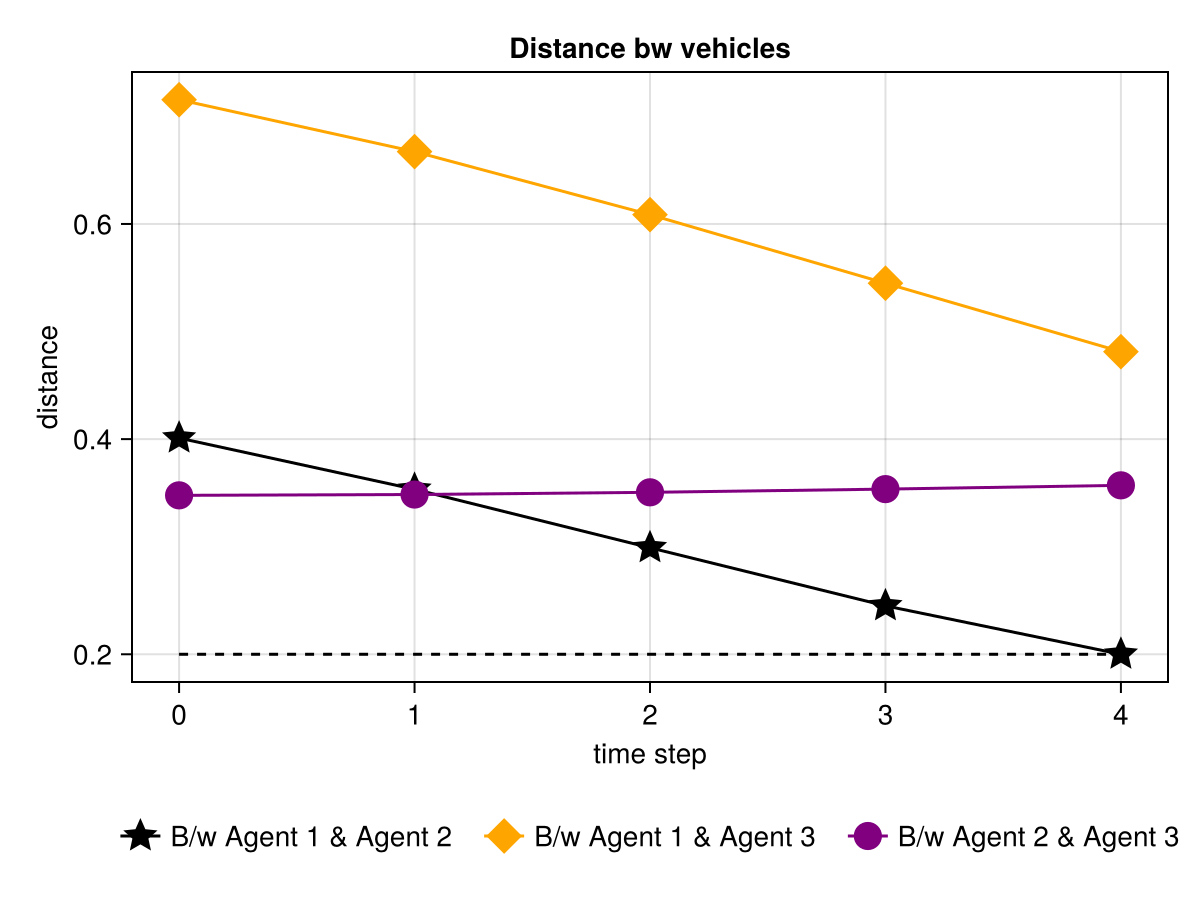 Distance bw vehicles
distance
0.6
0.4
0.2
0 1 2 3 4
time step
B/w Agent 1 & Agent 2 B/w Agent 1 & Agent 3 B/w Agent 2 & Agent 3